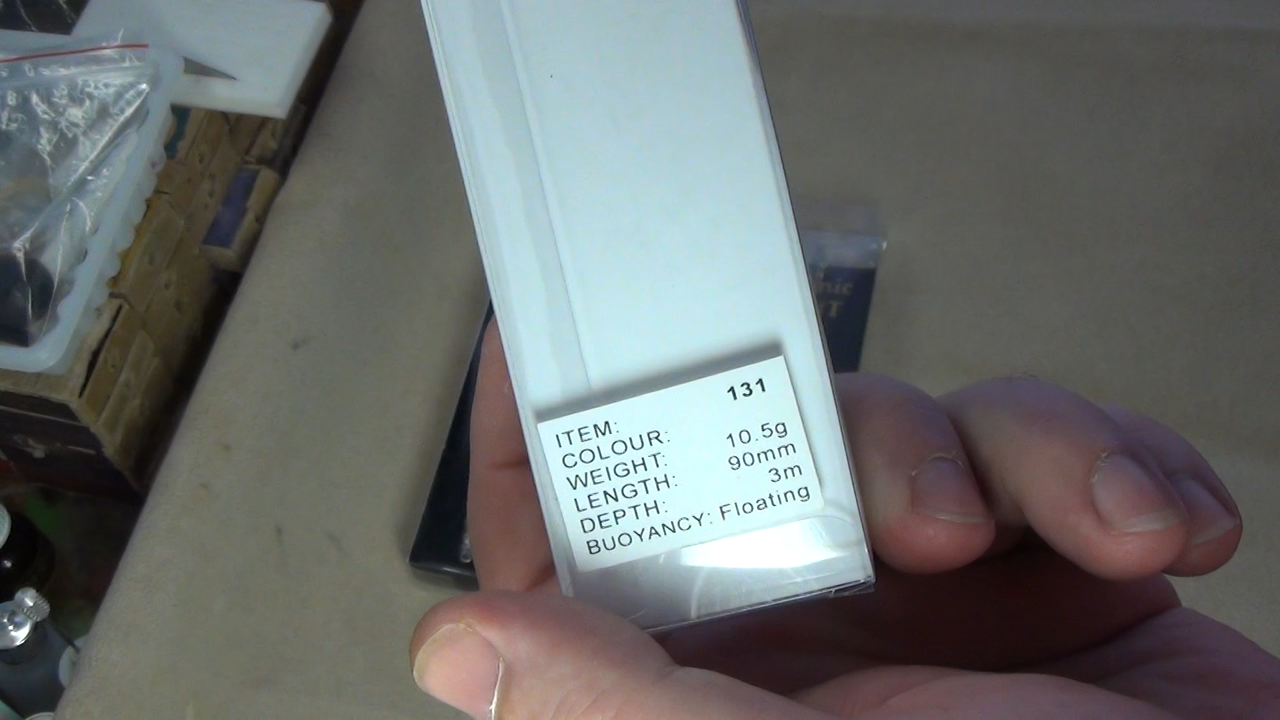 ITEM: 131
COLOUR:
WEIGHT: 10.5g
LENGTH: 90mm
DEPTH: 3m
BUOYANCY: Floating